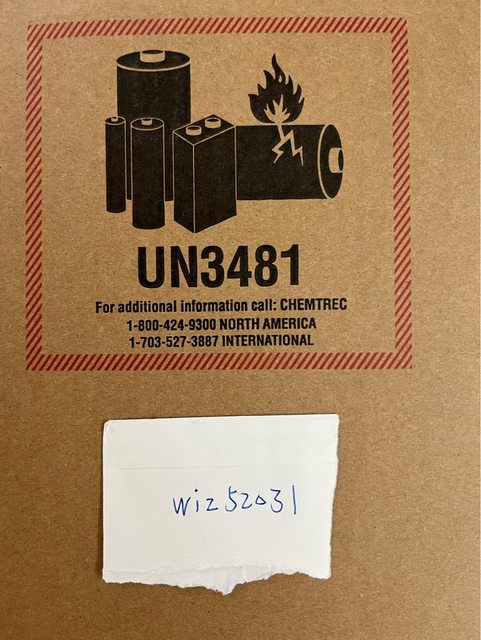 UN3481
For additional information call: CHEMTREC
1-800-424-9300 NORTH AMERICA
1-703-527-3887 INTERNATIONAL
wiz52031